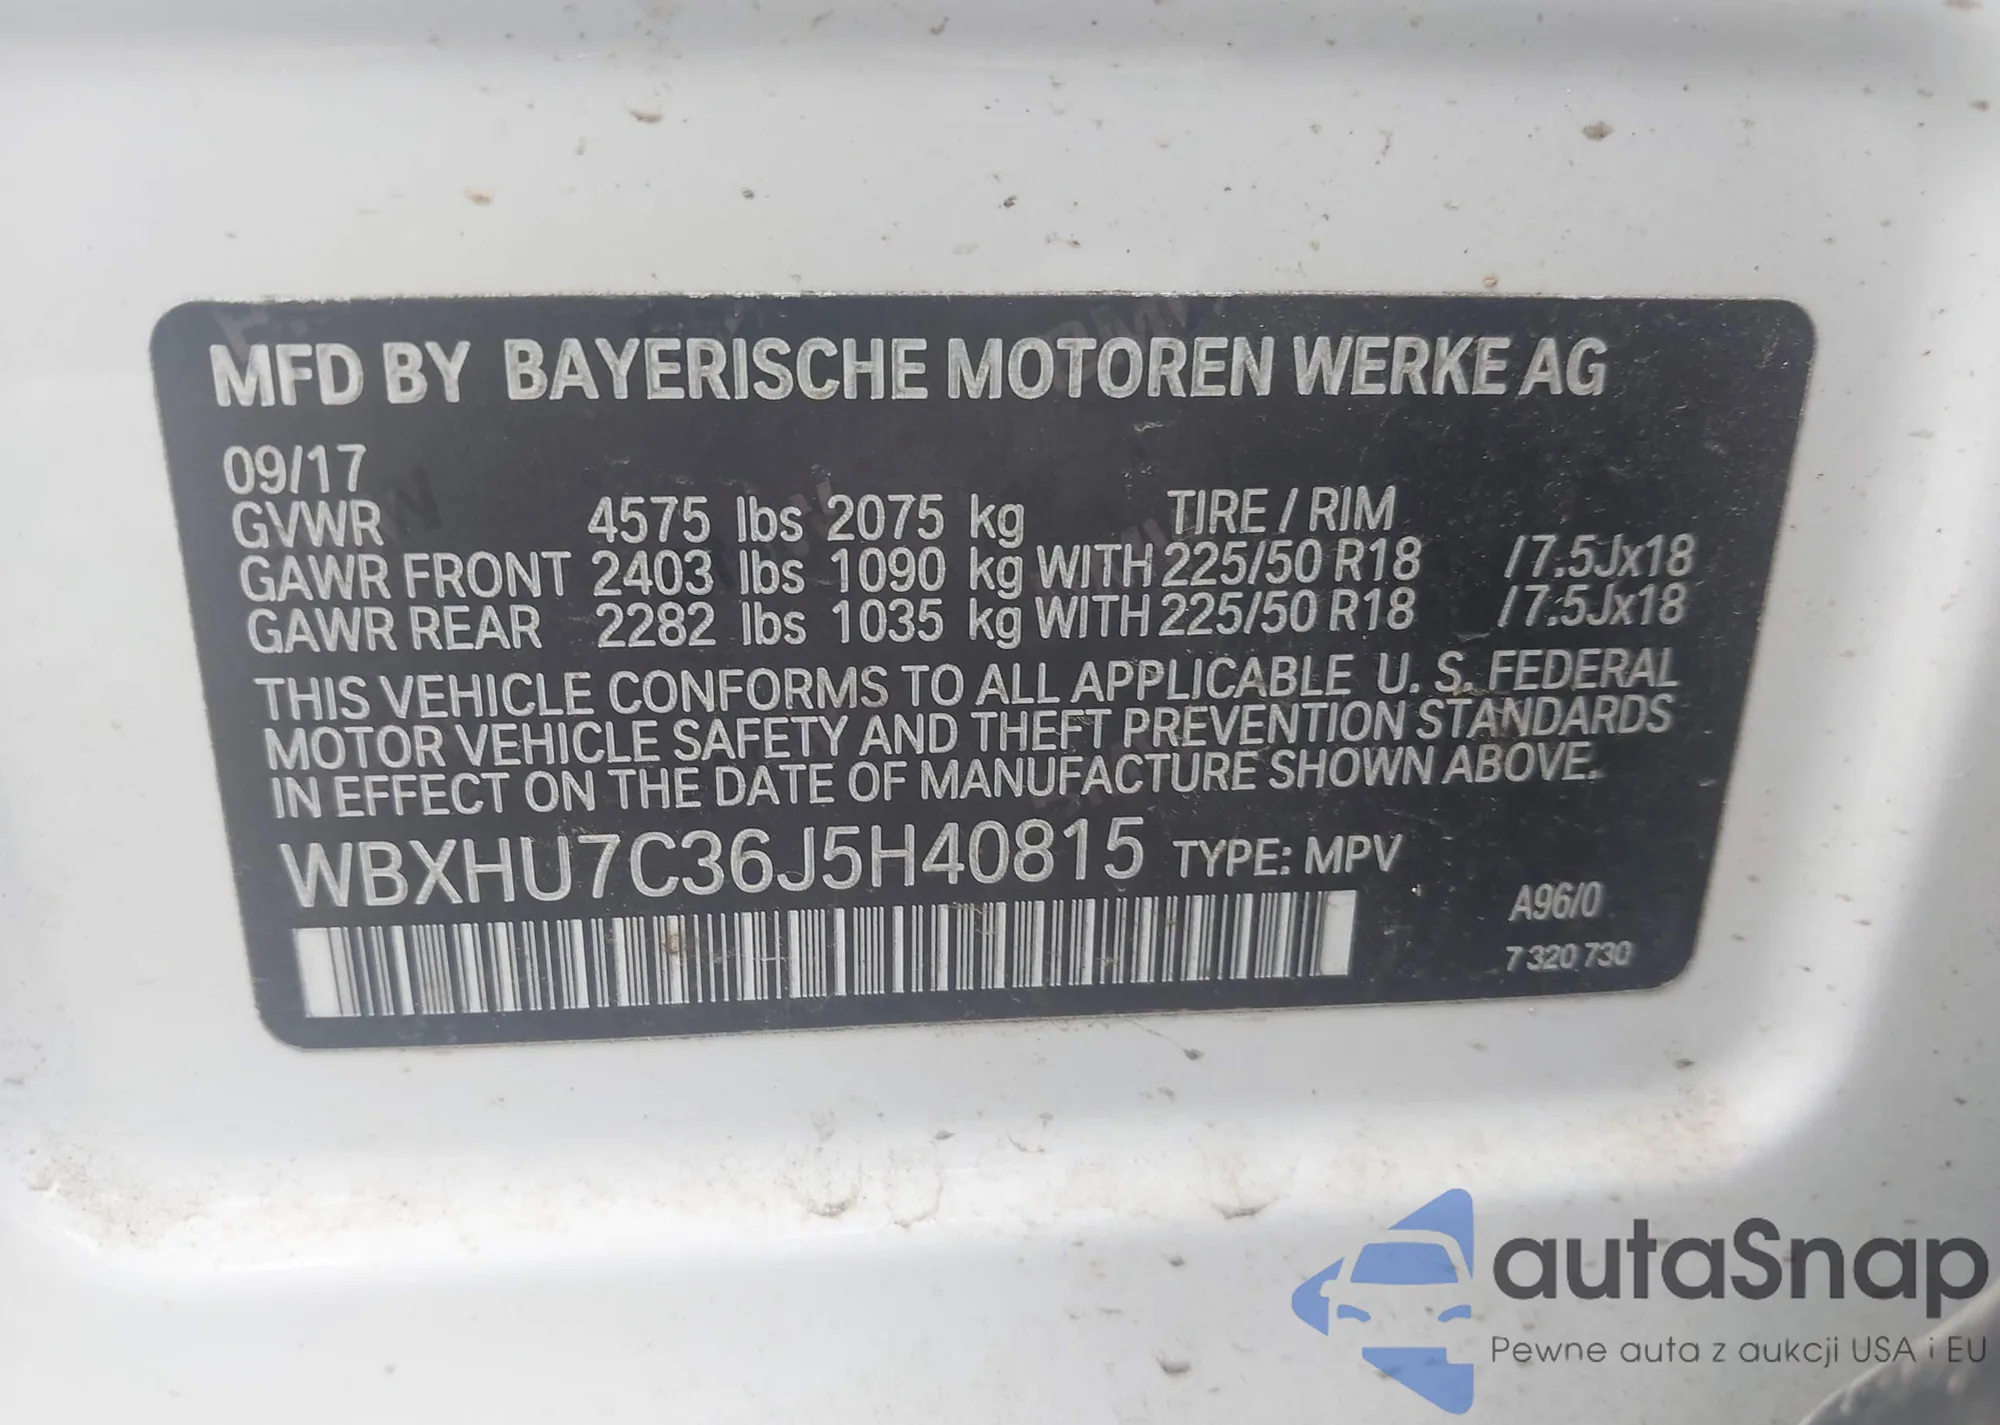 MFD BY BAYERISCHE MOTOREN WERKE AG
09/17
GVWR 4575 lbs 2075 kg TIRE / RIM
GAWR FRONT 2403 lbs 1090 kg WITH 225/50 R18 /7.5Jx18
GAWR REAR 2282 lbs 1035 kg WITH 225/50 R18 /7.5Jx18
THIS VEHICLE CONFORMS TO ALL APPLICABLE U. S. FEDERAL
MOTOR VEHICLE SAFETY AND THEFT PREVENTION STANDARDS
IN EFFECT ON THE DATE OF MANUFACTURE SHOWN ABOVE.
WBXHU7C36J5H40815 TYPE: MPV
A96/0
7 320 730
autaSnap
Pewne auta z aukcji USA i EU